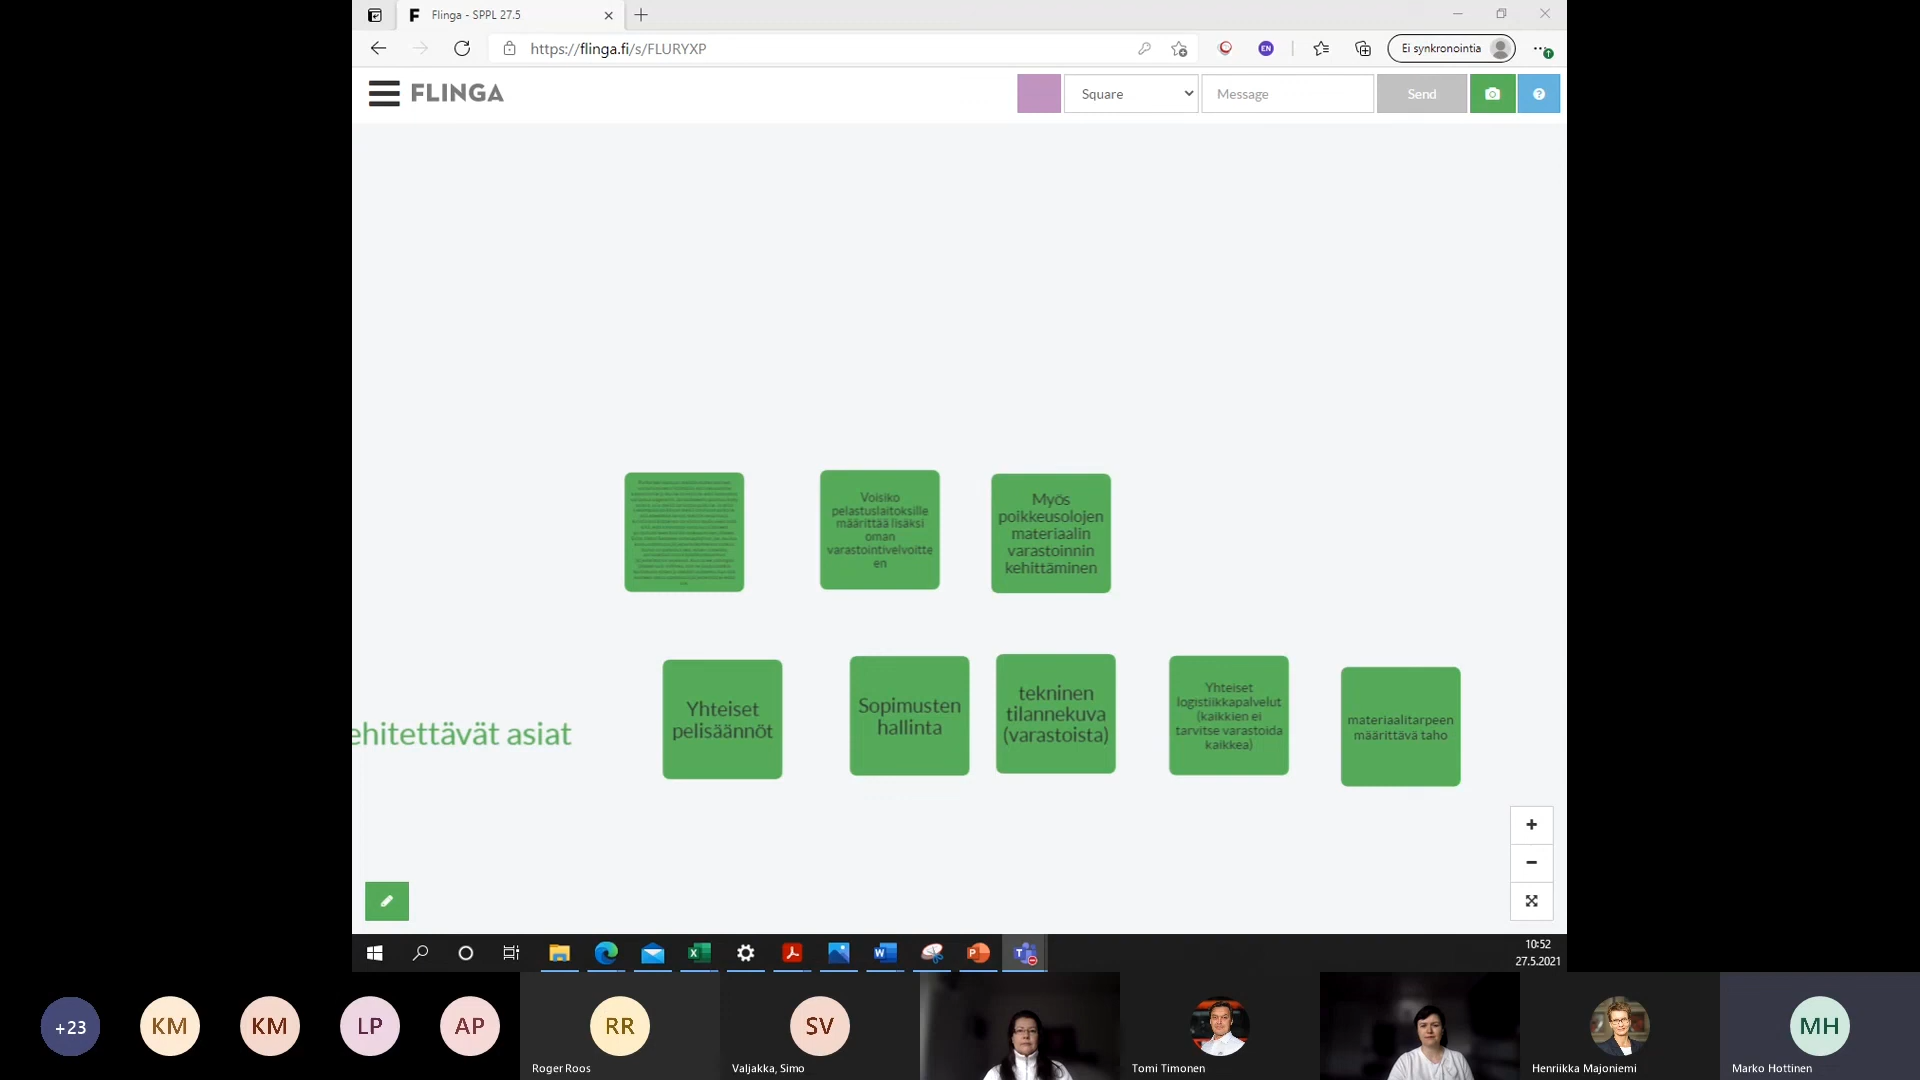 Flinga - SPPL 27.5
https://flinga.fi/s/FLURYXP
EN
Ei synkronointia
FLINGA
Square
Message
Send
Voisiko
pelastuslaitoksille
määrittää lisäksi
oman
varastointivelvoitte
en
Myös
poikkeusolojen
materiaalin
varastoinnin
kehittäminen
ehitettävät asiat
Yhteiset
pelisäännöt
Sopimusten
hallinta
tekninen
tilannekuva
(varastoista)
Yhteiset
logistiikkapalvelut
(kaikkien ei
tarvitse varastoida
kaikkea)
materiaalitarpeen
määrittävä taho
10:52
27.5.2021
+23
KM
KM
LP
AP
RR
Roger Roos
SV
Valjakka, Simo
Tomi Timonen
Henriikka Majoniemi
MH
Marko Hottinen